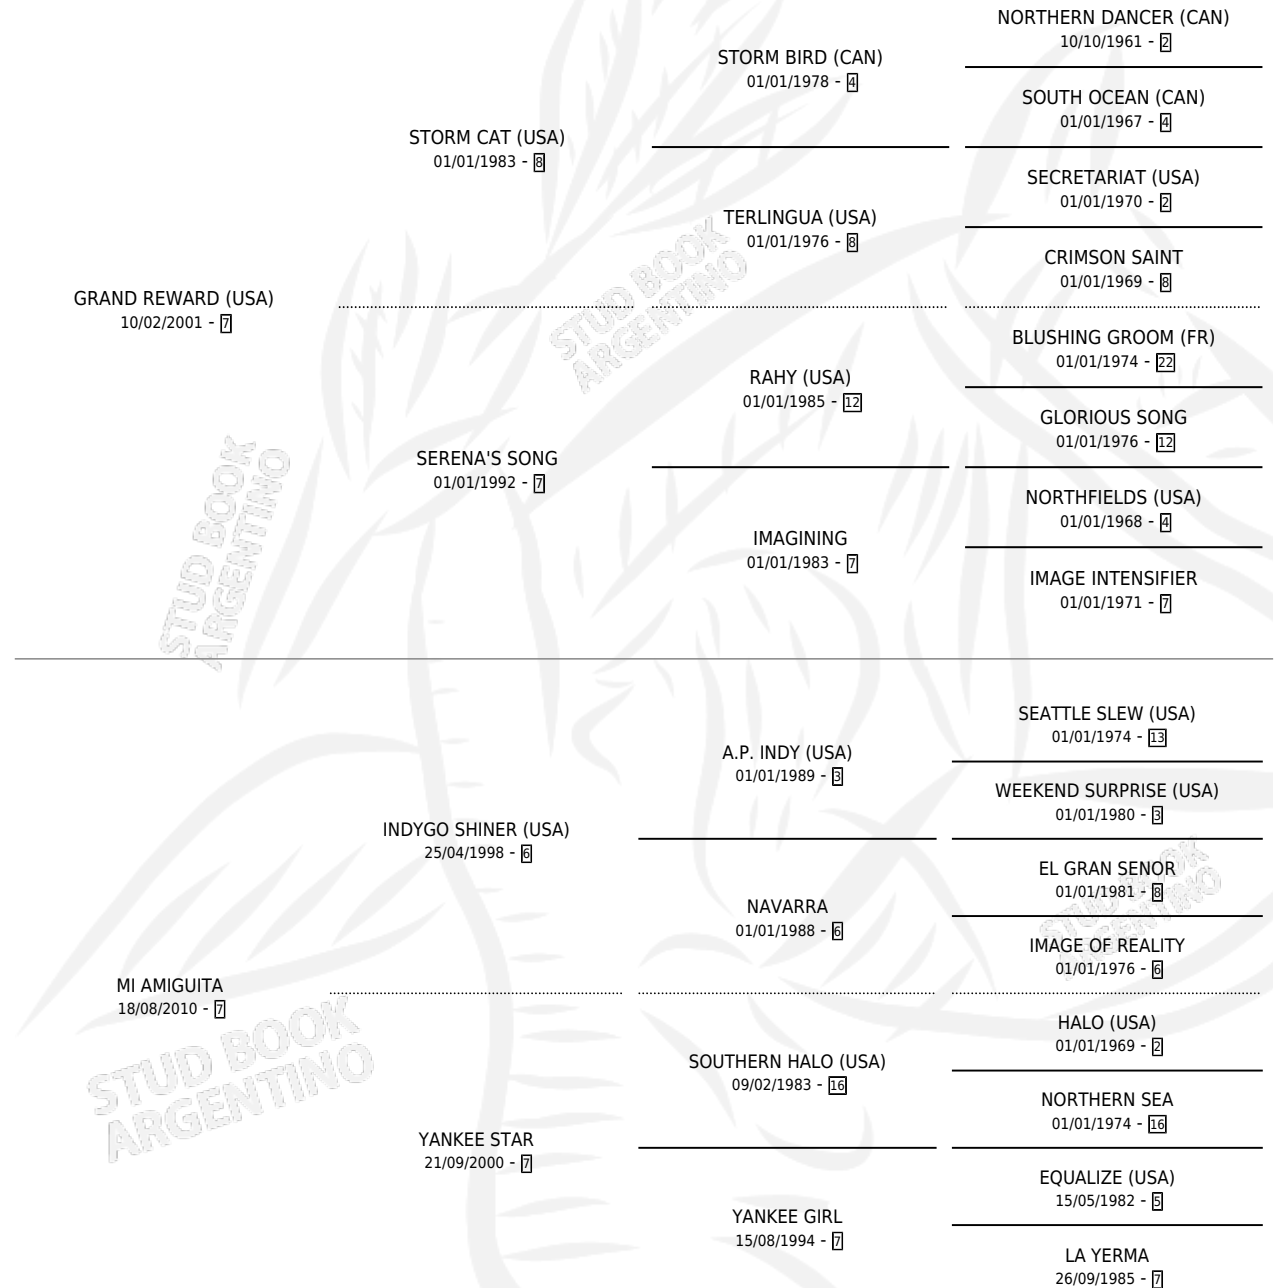 NORTHERN DANCER (CAN)
10/10/1961 - 2
STORM BIRD (CAN)
01/01/1978 - 4
SOUTH OCEAN (CAN)
01/01/1967 - 4
STORM CAT (USA)
01/01/1983 - 8
SECRETARIAT (USA)
01/01/1970 - 2
TERLINGUA (USA)
01/01/1976 - 8
CRIMSON SAINT
01/01/1969 - 8
GRAND REWARD (USA)
10/02/2001 - 7
STUD BOOK
ARGENTINO
BLUSHING GROOM (FR)
01/01/1974 - 22
RAHY (USA)
01/01/1985 - 12
GLORIOUS SONG
01/01/1976 - 12
SERENA'S SONG
01/01/1992 - 7
NORTHFIELDS (USA)
01/01/1968 - 4
IMAGINING
01/01/1983 - 7
IMAGE INTENSIFIER
01/01/1971 - 7
STUD BOOK
ARGENTINO
SEATTLE SLEW (USA)
01/01/1974 - 13
A.P. INDY (USA)
01/01/1989 - 3
WEEKEND SURPRISE (USA)
01/01/1980 - 3
INDYGO SHINER (USA)
25/04/1998 - 6
EL GRAN SENOR
01/01/1981 - 8
STUD BOOK
ARGENTINO
NAVARRA
01/01/1988 - 6
IMAGE OF REALITY
01/01/1976 - 6
MI AMIGUITA
18/08/2010 - 7
STUD BOOK
ARGENTINO
HALO (USA)
01/01/1969 - 2
SOUTHERN HALO (USA)
09/02/1983 - 16
NORTHERN SEA
01/01/1974 - 16
YANKEE STAR
21/09/2000 - 7
EQUALIZE (USA)
15/05/1982 - 5
YANKEE GIRL
15/08/1994 - 7
LA YERMA
26/09/1985 - 7